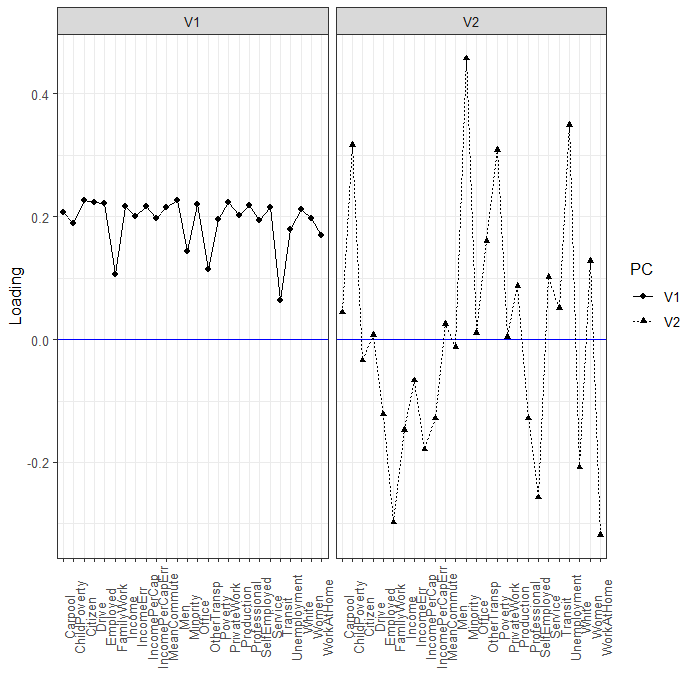 V1
V2
0.4
0.2
0.0
-0.2
Loading
Carpool
ChildPoverty
Citizen
Drive
Employed
FamilyWork
Income
IncomeErr
IncomePerCap
IncomePerCapErr
MeanCommute
Men
Minority
Office
OtherTransp
Poverty
PrivateWork
Production
Professional
SelfEmployed
Service
Transit
Unemployment
White
Women
WorkAtHome
Carpool
ChildPoverty
Citizen
Drive
Employed
FamilyWork
Income
IncomeErr
IncomePerCap
IncomePerCapErr
MeanCommute
Men
Minority
Office
OtherTransp
Poverty
PrivateWork
Production
Professional
SelfEmployed
Service
Transit
Unemployment
White
Women
WorkAtHome
PC
V1
V2